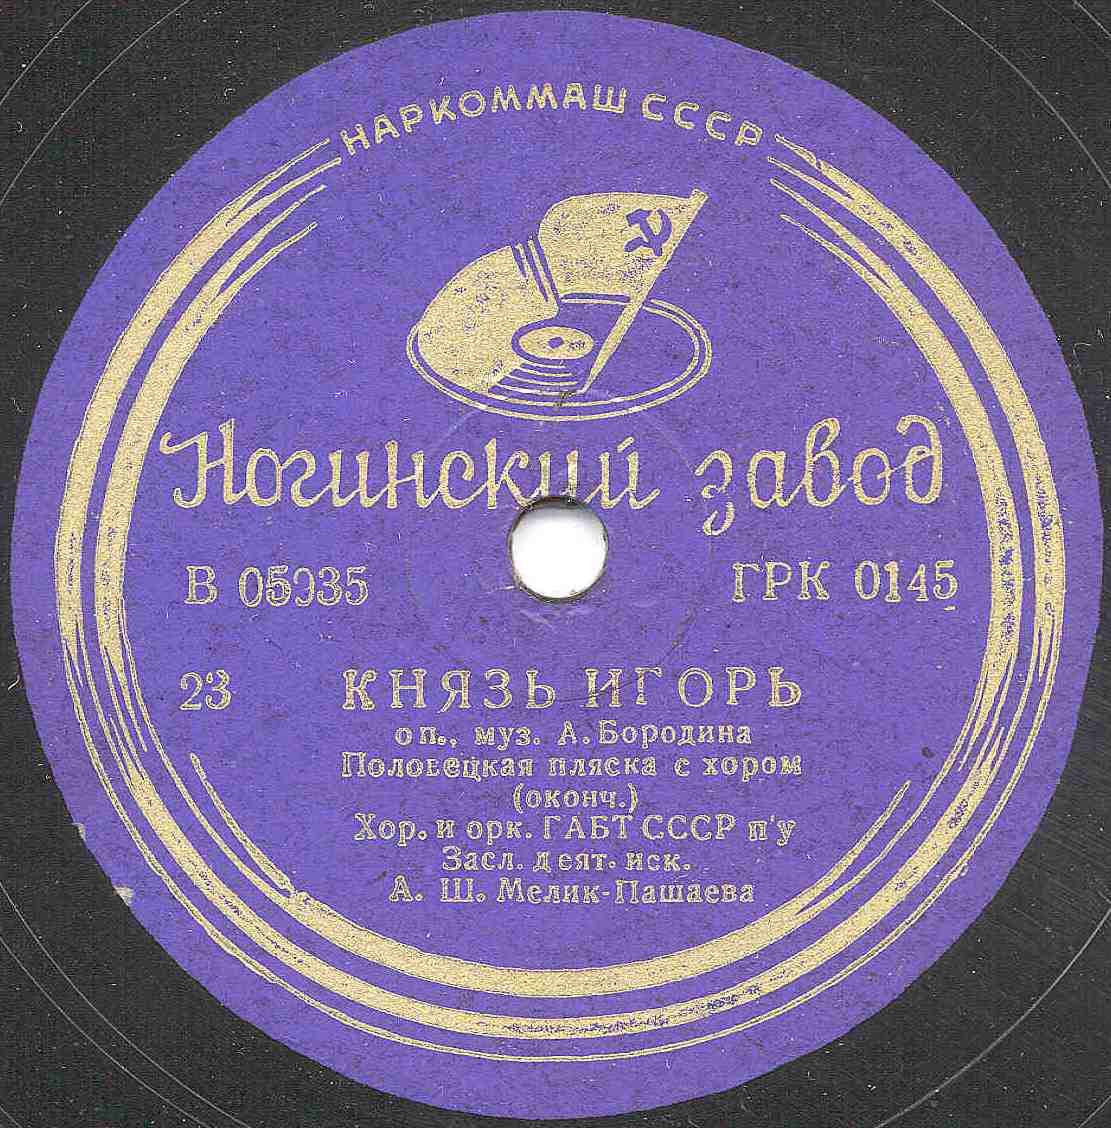 НАРКОММАШ СССР
Ногинский завод
В 05935 ГРК 0145
23 КНЯЗЬ ИГОРЬ
оп., муз. А. Бородина
Половецкая пляска с хором
(оконч.)
Хор. и орк. ГАБТ СССР п'у
Засл. деят. иск.
А. Ш. Мелик-Пашаева